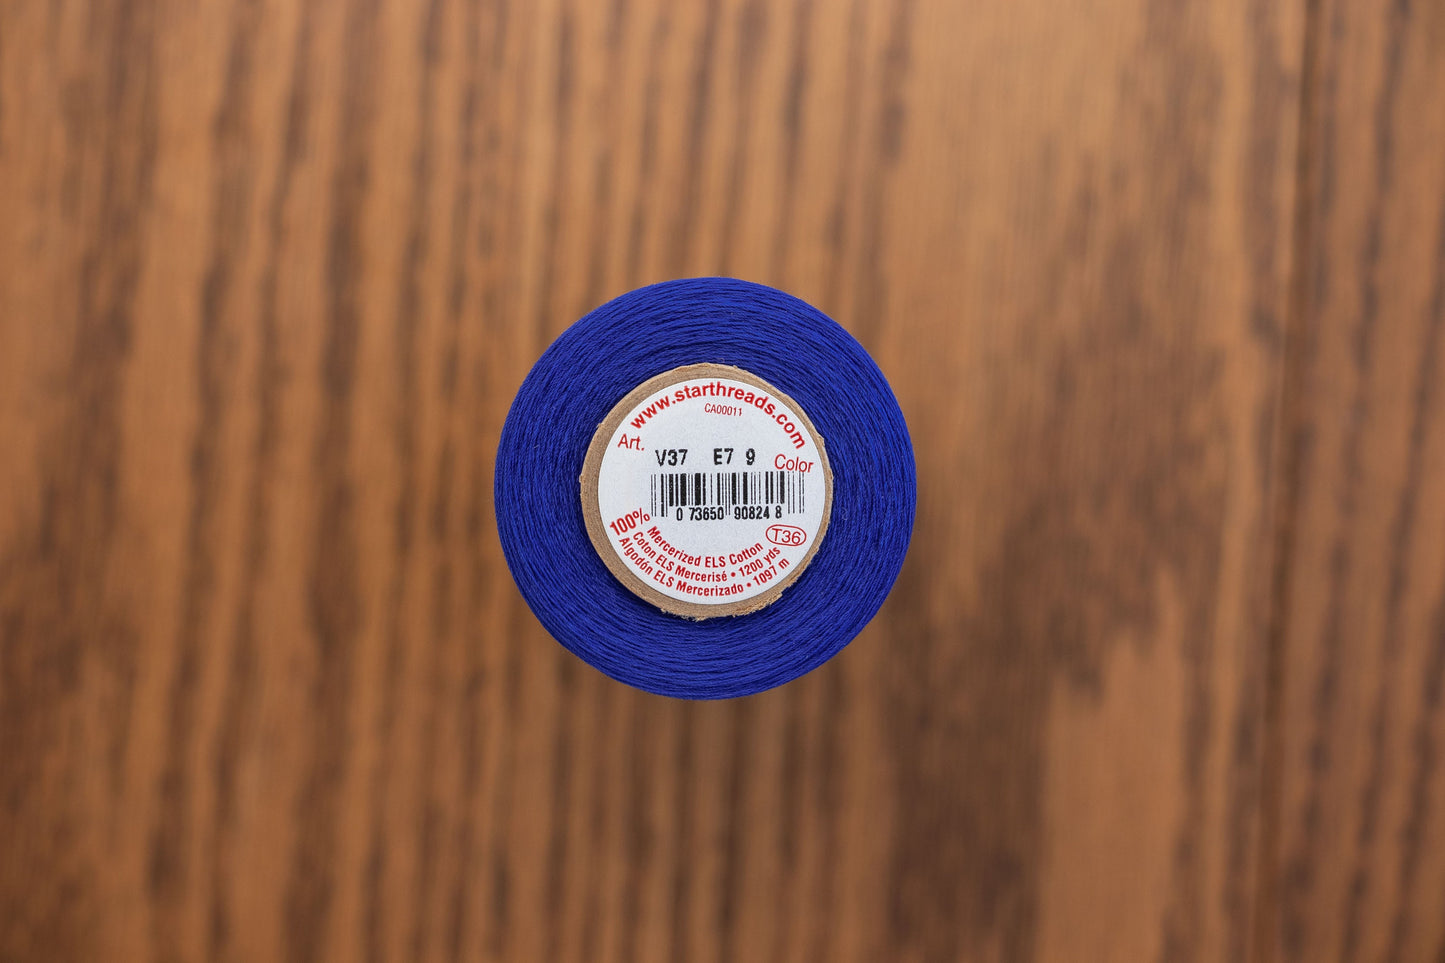 www.starthreads.com
CA00011
Art.
V37 E7 9
Color
0 73650 90824 8
100%
T36
Mercerized ELS Cotton
Coton ELS Mercerisé • 1200 yds
Algodón ELS Mercerizado • 1097 m